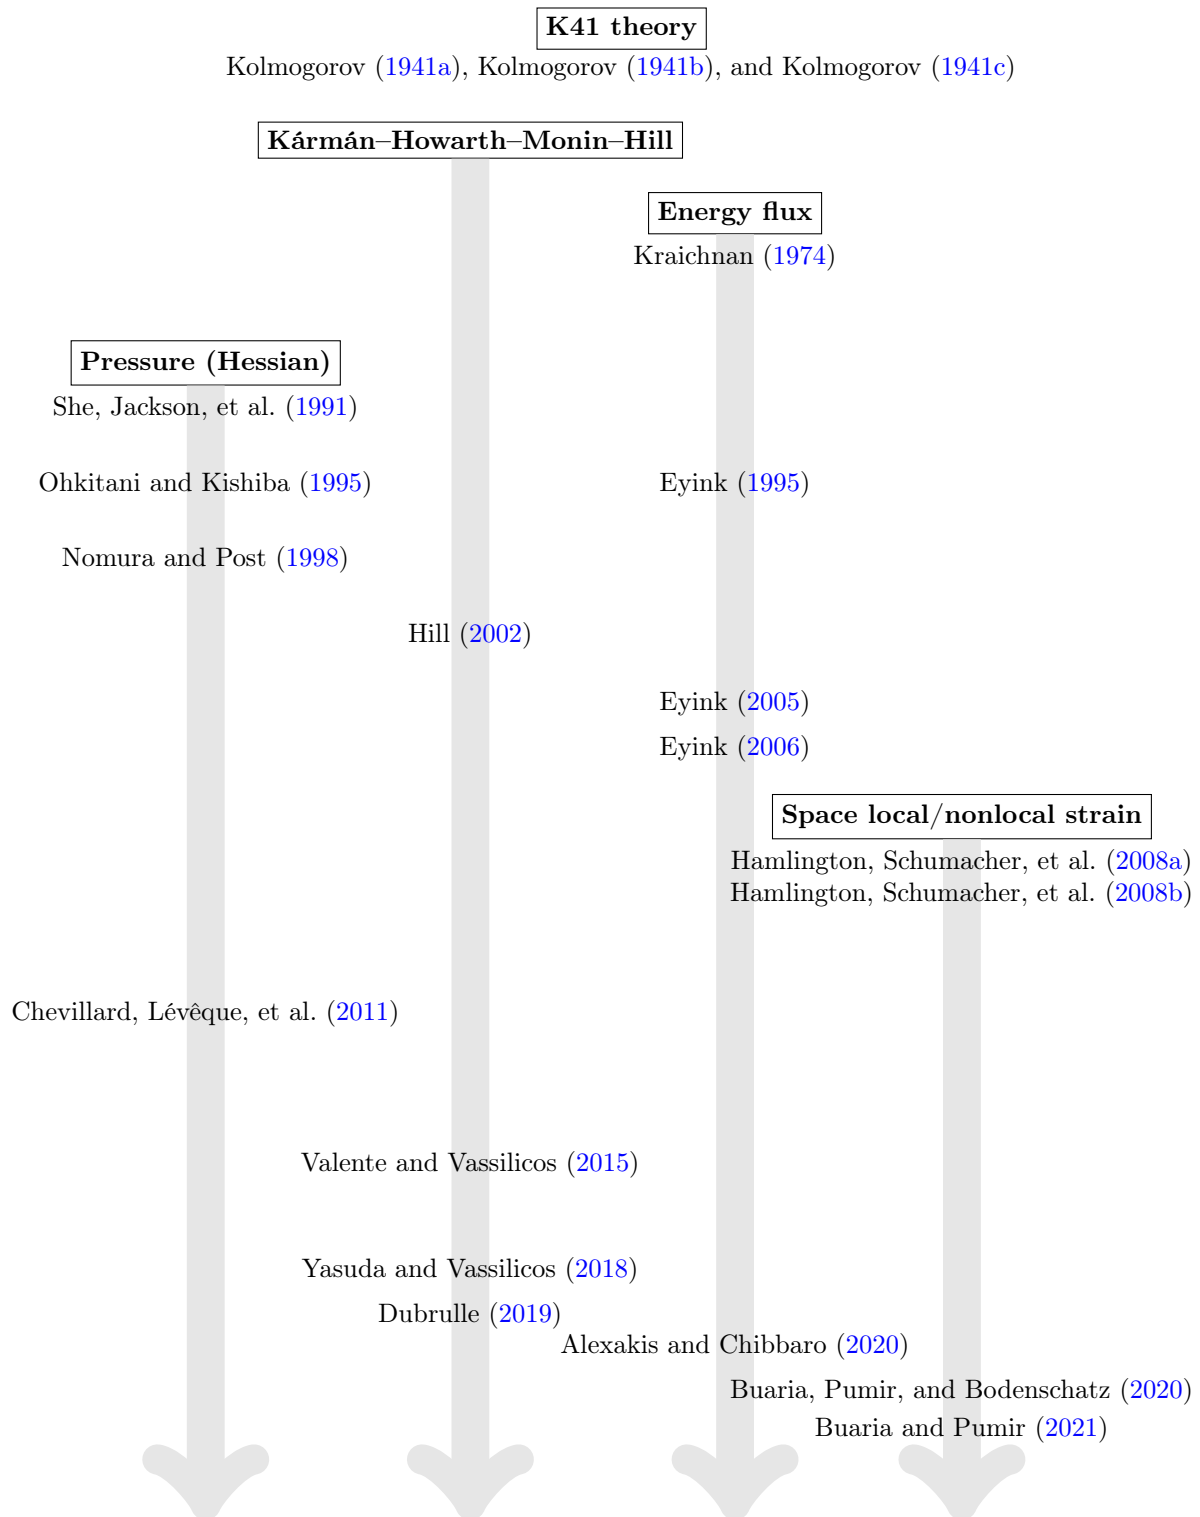 K41 theory
Kolmogorov (1941a), Kolmogorov (1941b), and Kolmogorov (1941c)
Kármán–Howarth–Monin–Hill
Energy flux
Kraichnan (1974)
Pressure (Hessian)
She, Jackson, et al. (1991)
Ohkitani and Kishiba (1995)
Eyink (1995)
Nomura and Post (1998)
Hill (2002)
Eyink (2005)
Eyink (2006)
Space local/nonlocal strain
Hamlington, Schumacher, et al. (2008a)
Hamlington, Schumacher, et al. (2008b)
Chevillard, Lévêque, et al. (2011)
Valente and Vassilicos (2015)
Yasuda and Vassilicos (2018)
Dubrulle (2019)
Alexakis and Chibbaro (2020)
Buaria, Pumir, and Bodenschatz (2020)
Buaria and Pumir (2021)